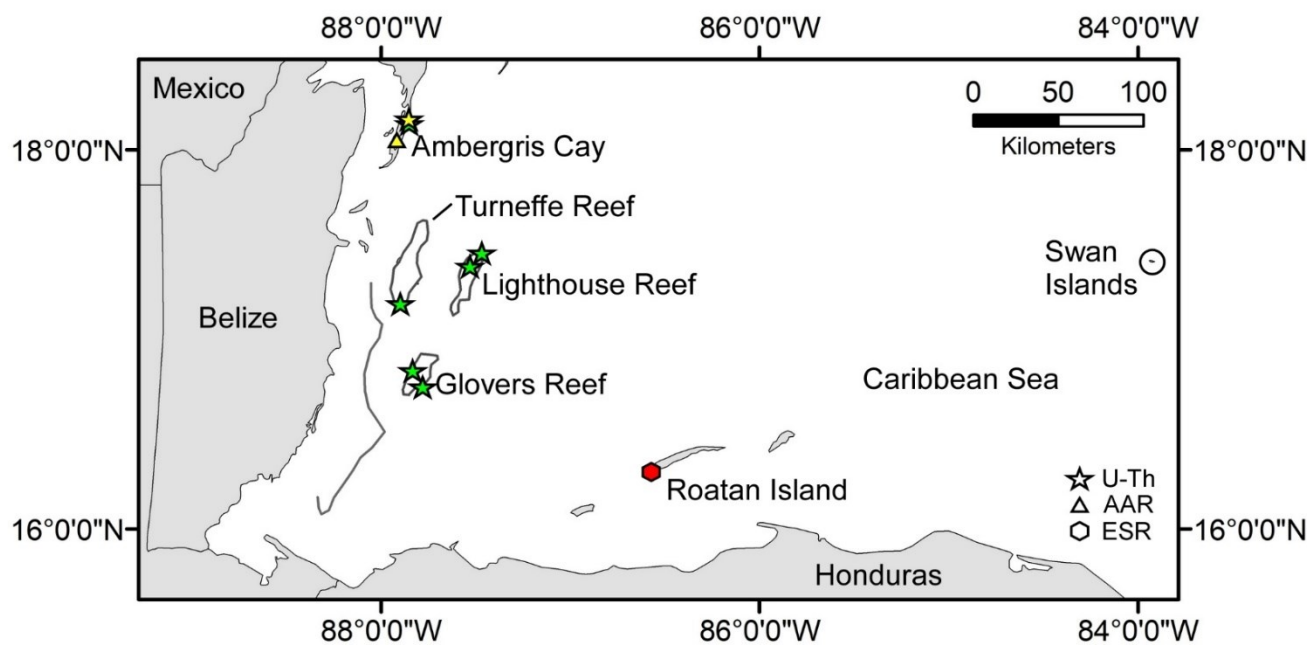 88°0'0"W 86°0'0"W 84°0'0"W
Mexico
0 50 100
Kilometers
18°0'0"N 18°0'0"N
Ambergris Cay
Turneffe Reef
Swan
Islands
Lighthouse Reef
Belize
Glovers Reef
Caribbean Sea
Roatan Island
U-Th
AAR
ESR
16°0'0"N 16°0'0"N
Honduras
88°0'0"W 86°0'0"W 84°0'0"W